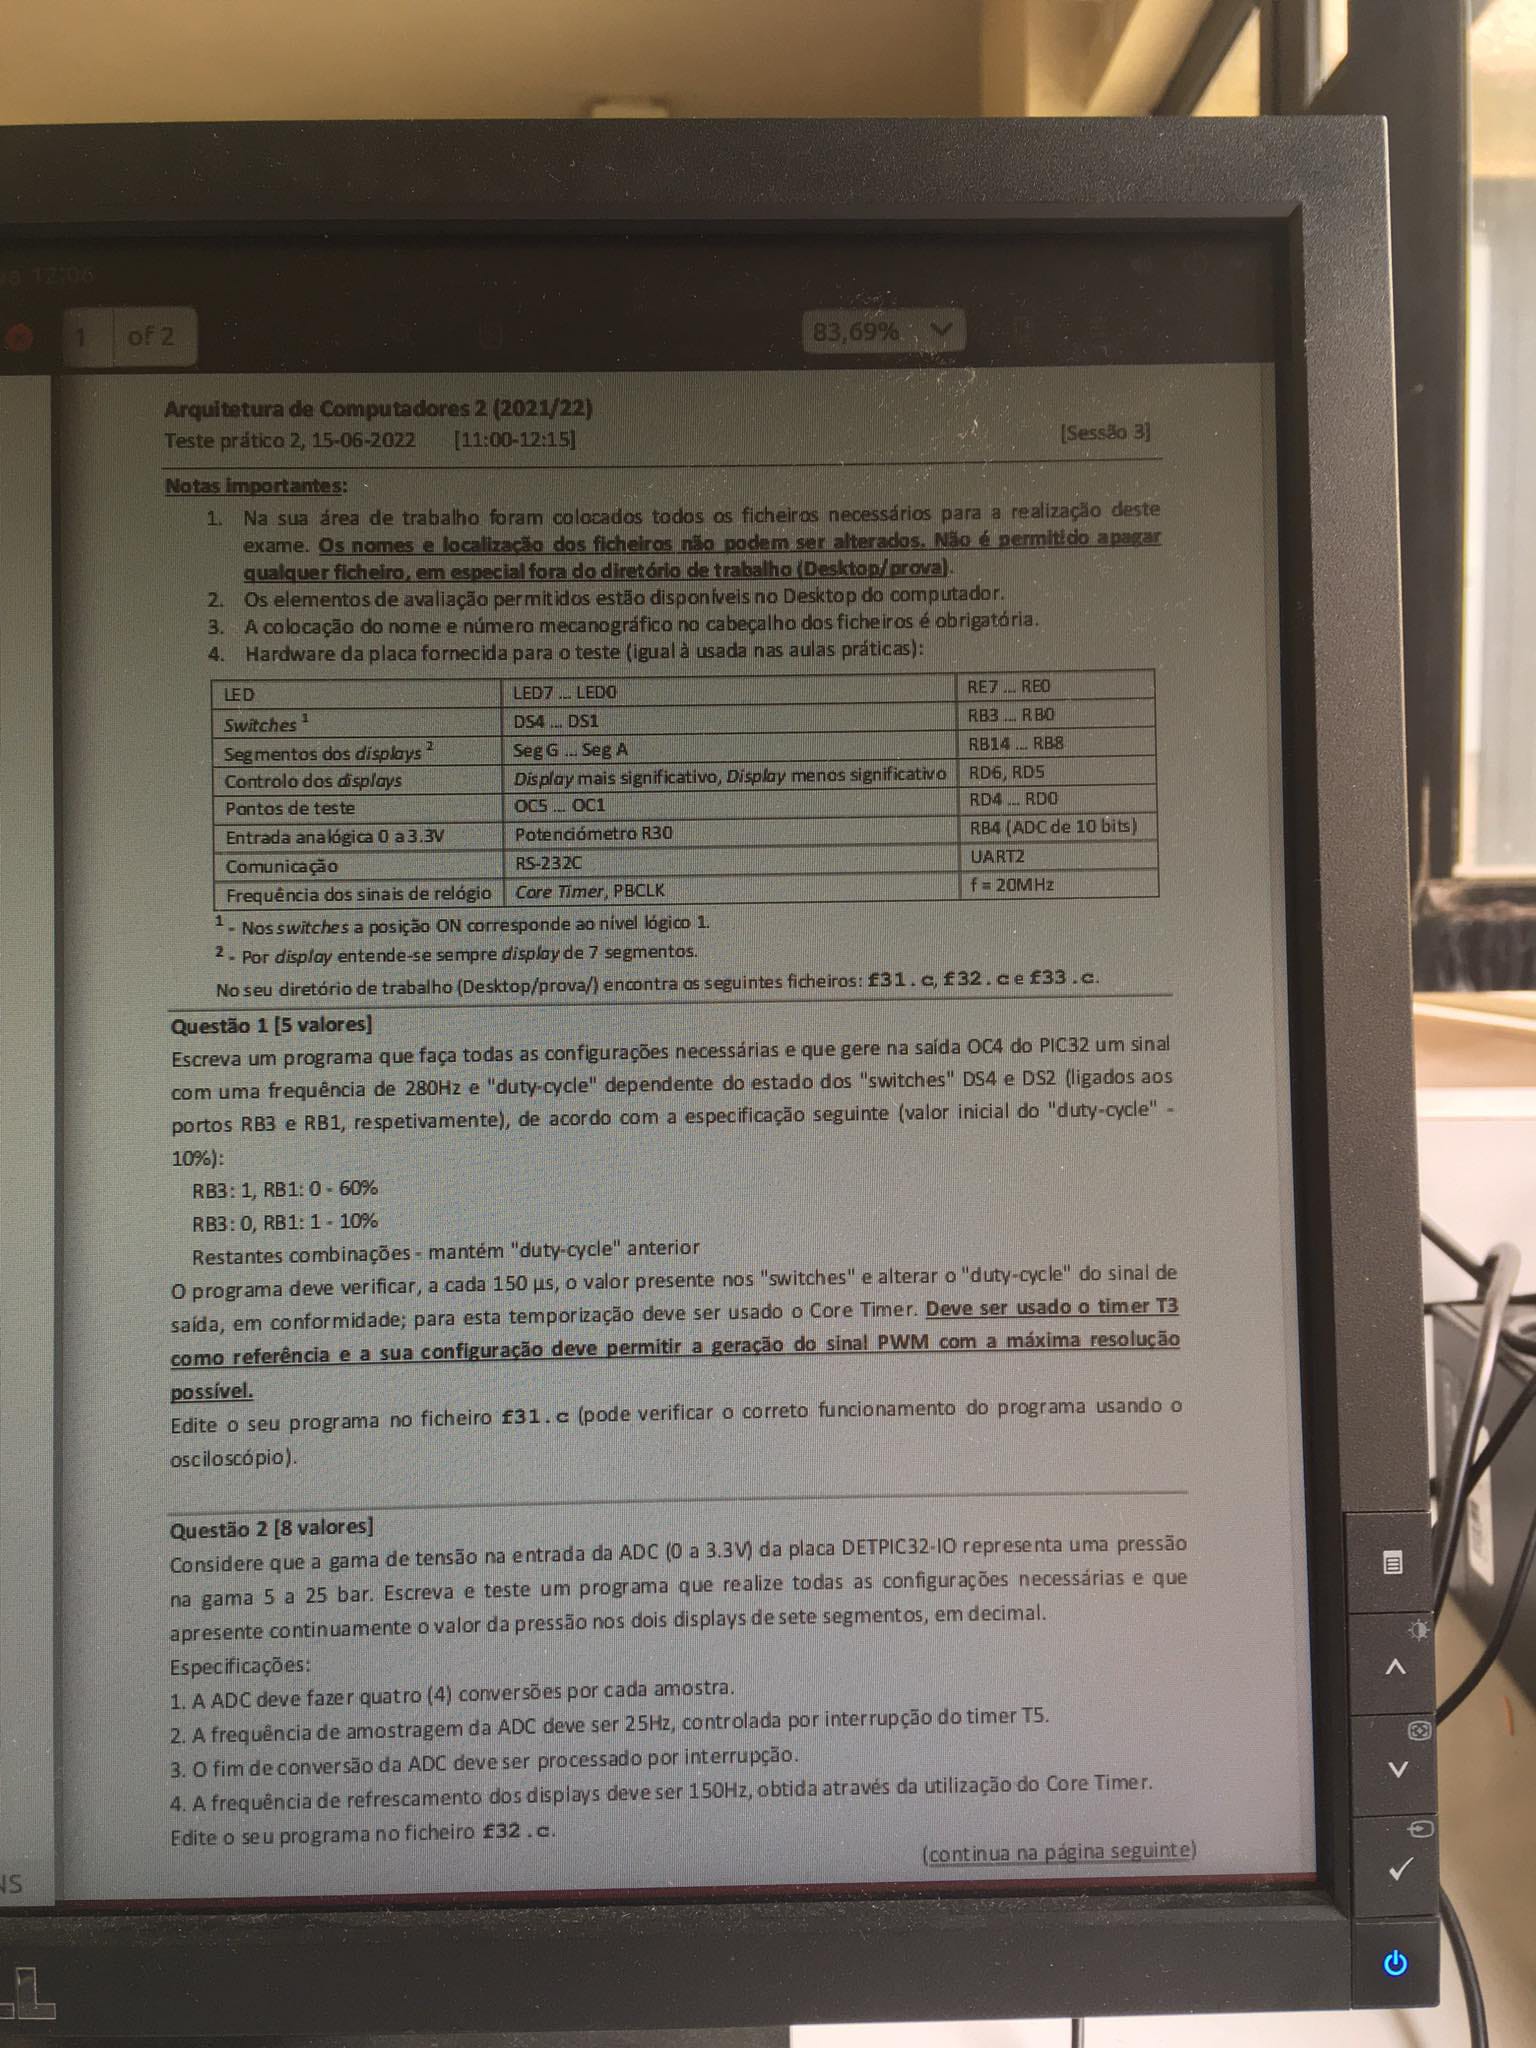 12:06
1 of 2
83,69%
Arquitetura de Computadores 2 (2021/22)
Teste prático 2, 15-06-2022 [11:00-12:15] [Sessão 3]
Notas importantes:
1. Na sua área de trabalho foram colocados todos os ficheiros necessários para a realização deste
exame. Os nomes e localização dos ficheiros não podem ser alterados. Não é permitido apagar
qualquer ficheiro, em especial fora do diretório de trabalho (Desktop/prova).
2. Os elementos de avaliação permitidos estão disponíveis no Desktop do computador.
3. A colocação do nome e número mecanográfico no cabeçalho dos ficheiros é obrigatória.
4. Hardware da placa fornecida para o teste (igual à usada nas aulas práticas):
LED LED7 ... LED0 RE7 ... RE0
Switches 1 DS4 ... DS1 RB3 ... RB0
Segmentos dos displays 2 Seg G ... Seg A RB14 ... RB8
Controlo dos displays Display mais significativo, Display menos significativo RD6, RD5
Pontos de teste OC5 ... OC1 RD4 ... RD0
Entrada analógica 0 a 3.3V Potenciómetro R30 RB4 (ADC de 10 bits)
Comunicação RS-232C UART2
Frequência dos sinais de relógio Core Timer, PBCLK f = 20MHz
1 - Nos switches a posição ON corresponde ao nível lógico 1.
2 - Por display entende-se sempre display de 7 segmentos.
No seu diretório de trabalho (Desktop/prova/) encontra os seguintes ficheiros: f31.c, f32.c e f33.c.
Questão 1 [5 valores]
Escreva um programa que faça todas as configurações necessárias e que gere na saída OC4 do PIC32 um sinal
com uma frequência de 280Hz e "duty-cycle" dependente do estado dos "switches" DS4 e DS2 (ligados aos
portos RB3 e RB1, respetivamente), de acordo com a especificação seguinte (valor inicial do "duty-cycle" -
10%):
RB3: 1, RB1: 0 - 60%
RB3: 0, RB1: 1 - 10%
Restantes combinações - mantém "duty-cycle" anterior
O programa deve verificar, a cada 150 µs, o valor presente nos "switches" e alterar o "duty-cycle" do sinal de
saída, em conformidade; para esta temporização deve ser usado o Core Timer. Deve ser usado o timer T3
como referência e a sua configuração deve permitir a geração do sinal PWM com a máxima resolução
possível.
Edite o seu programa no ficheiro f31.c (pode verificar o correto funcionamento do programa usando o
osciloscópio).
Questão 2 [8 valores]
Considere que a gama de tensão na entrada da ADC (0 a 3.3V) da placa DETPIC32-IO representa uma pressão
na gama 5 a 25 bar. Escreva e teste um programa que realize todas as configurações necessárias e que
apresente continuamente o valor da pressão nos dois displays de sete segmentos, em decimal.
Especificações:
1. A ADC deve fazer quatro (4) conversões por cada amostra.
2. A frequência de amostragem da ADC deve ser 25Hz, controlada por interrupção do timer T5.
3. O fim de conversão da ADC deve ser processado por interrupção.
4. A frequência de refrescamento dos displays deve ser 150Hz, obtida através da utilização do Core Timer.
Edite o seu programa no ficheiro f32.c.
(continua na página seguinte)